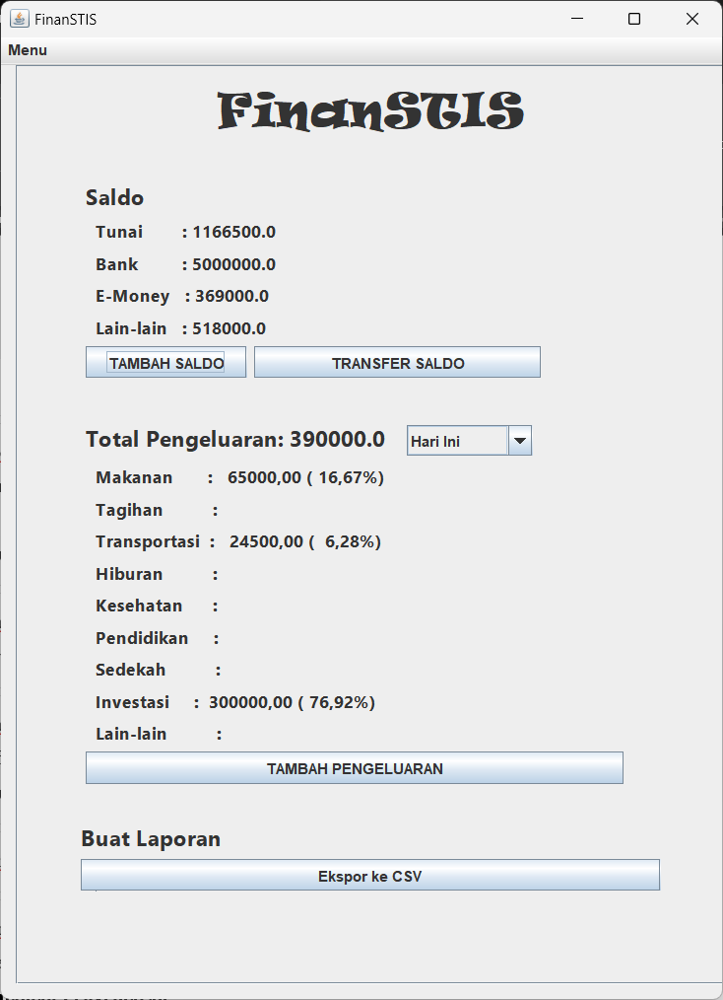 FinanSTIS
Menu
FinanSTIS
Saldo
Tunai : 1166500.0
Bank : 5000000.0
E-Money : 369000.0
Lain-lain : 518000.0
TAMBAH SALDO TRANSFER SALDO
Total Pengeluaran: 390000.0 Hari Ini
Makanan : 65000,00 ( 16,67%)
Tagihan :
Transportasi : 24500,00 ( 6,28%)
Hiburan :
Kesehatan :
Pendidikan :
Sedekah :
Investasi : 300000,00 ( 76,92%)
Lain-lain :
TAMBAH PENGELUARAN
Buat Laporan
Ekspor ke CSV